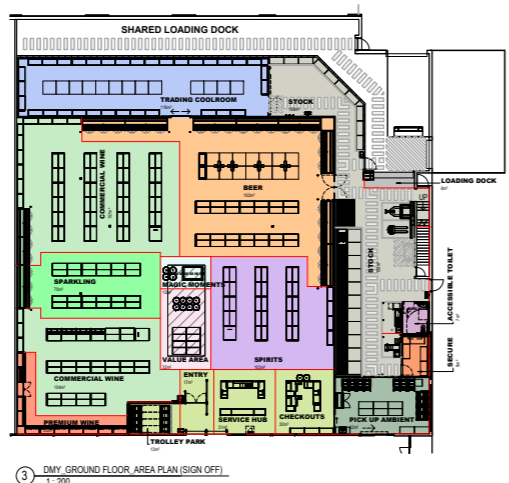 SHARED LOADING DOCK
TRADING COOLROOM
STOCK
LOADING DOCK
UP
COMMERCIAL WINE
BEER
STOCK
ACCESSIBLE TOILET
SPARKLING
MAGIC MOMENTS
VALUE AREA
SPIRITS
SECURE
COMMERCIAL WINE
ENTRY
PREMIUM WINE
SERVICE HUB
CHECKOUTS
PICK UP AMBIENT
TROLLEY PARK
3
DMY_GROUND FLOOR_AREA PLAN (SIGN OFF)
1 : 200